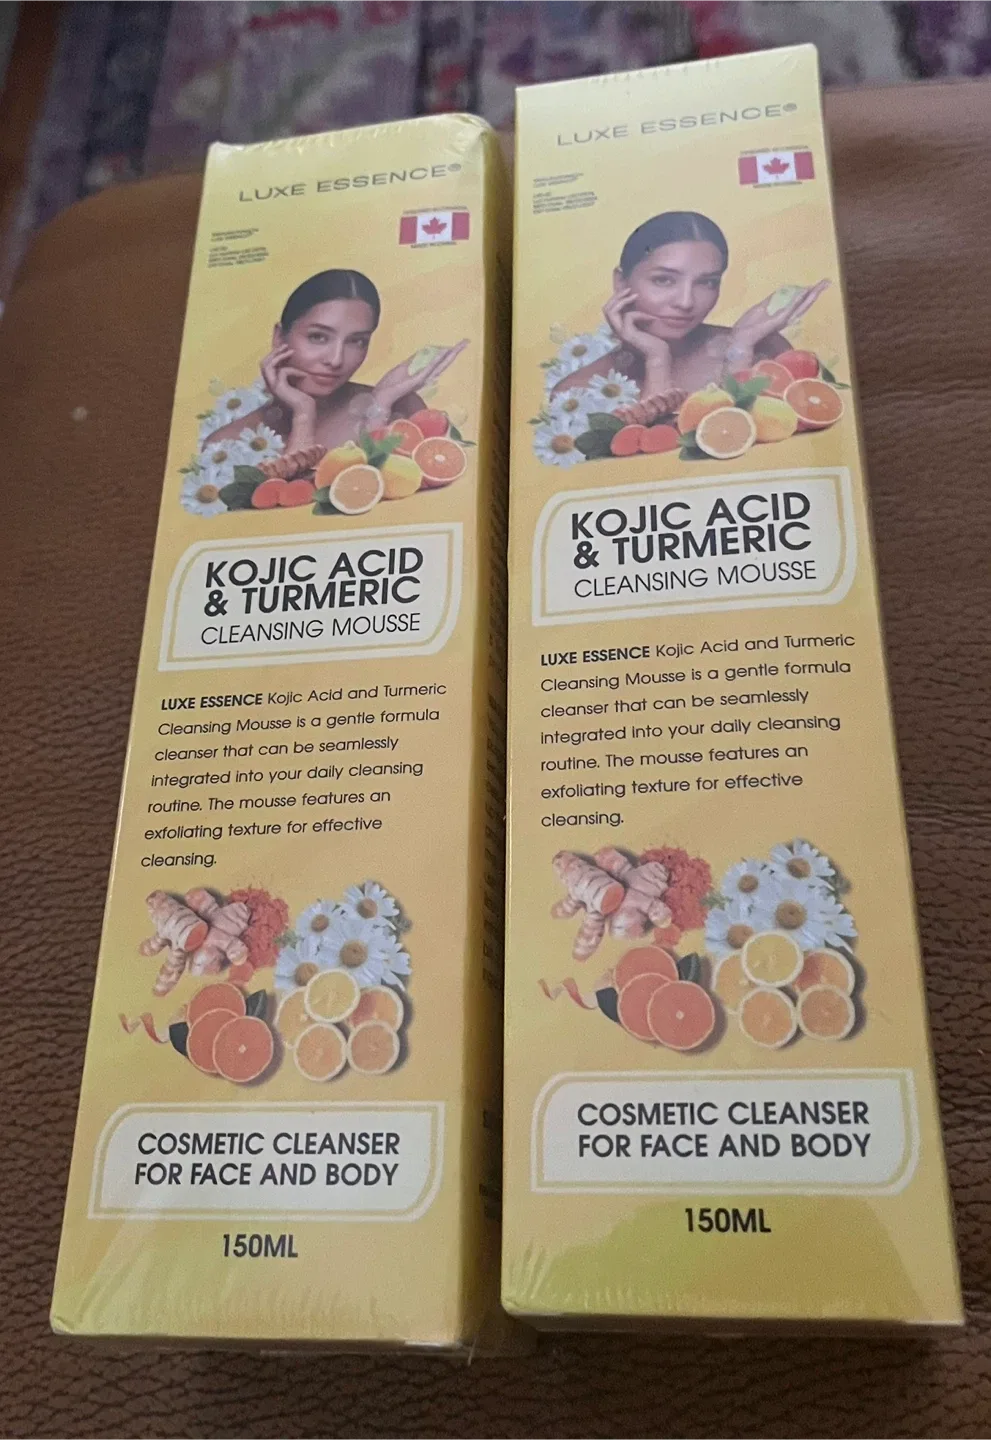 LUXE ESSENCE®
KOJIC ACID
& TURMERIC
CLEANSING MOUSSE
LUXE ESSENCE Kojic Acid and Turmeric
Cleansing Mousse is a gentle formula
cleanser that can be seamlessly
integrated into your daily cleansing
routine. The mousse features an
exfoliating texture for effective
cleansing.
COSMETIC CLEANSER
FOR FACE AND BODY
150ML
LUXE ESSENCE®
KOJIC ACID
& TURMERIC
CLEANSING MOUSSE
LUXE ESSENCE Kojic Acid and Turmeric
Cleansing Mousse is a gentle formula
cleanser that can be seamlessly
integrated into your daily cleansing
routine. The mousse features an
exfoliating texture for effective
cleansing.
COSMETIC CLEANSER
FOR FACE AND BODY
150ML